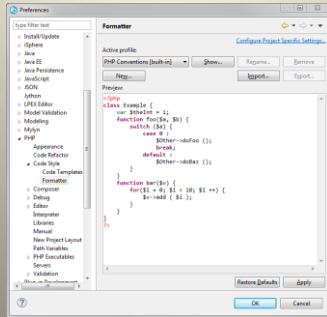 Preferences
type filter text
Install/Update
iSphere
Java
Java EE
Java Persistence
JavaScript
JSON
Jython
LPEX Editor
Model Validation
Modeling
Mylyn
PHP
Appearance
Code Refactor
Code Style
Code Templates
Formatter
Composer
Debug
Editor
Interpreter
Libraries
Manual
New Project Layout
Path Variables
PHP Executables
Servers
Validation
Plug-in Development
Formatter
Configure Project Specific Settings...
Active profile:
PHP Conventions [built-in]
Show...
Rename...
Remove
New...
Import...
Export...
Preview:
<?php
class Example {
var $theInt = 1;
function foo($a, $b) {
switch ($a) {
case 0 :
$Other->doFoo ();
break;
default :
$Other->doBaz ();
}
}
function bar($v) {
for($i = 0; $i < 10; $i ++) {
$v->add ( $i );
}
}
}
?>
Restore Defaults
Apply
OK
Cancel